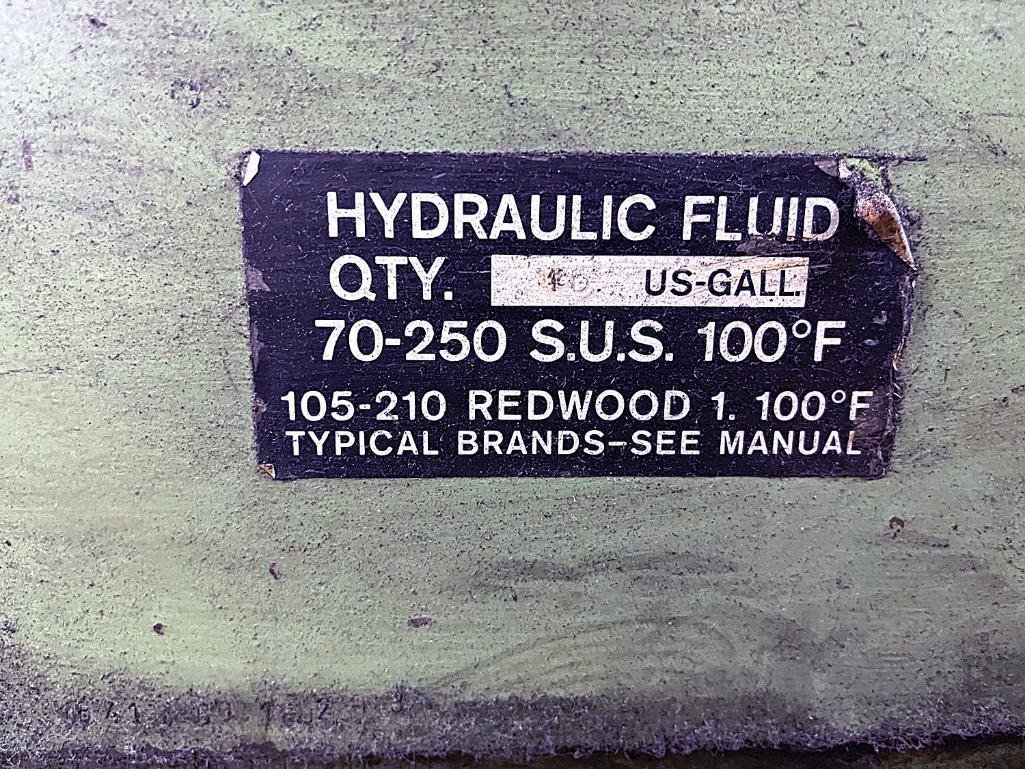 HYDRAULIC FLUID
QTY. US-GALL.
70-250 S.U.S. 100°F
105-210 REDWOOD 1. 100°F
TYPICAL BRANDS-SEE MANUAL